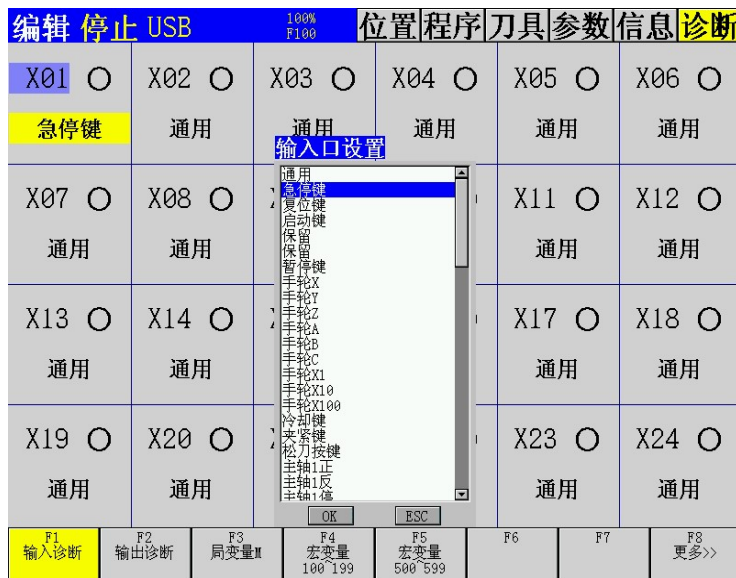 编辑 停止 USB 100% F100 位置 程序 刀具 参数 信息 诊断
X01 X02 X03 X04 X05 X06
急停键 通用 通用 通用 通用 通用
输入口设置
通用
急停键
复位键
启动键
保留
保留
暂停键
手轮X
手轮Y
手轮Z
手轮A
手轮B
手轮C
手轮X1
手轮X10
手轮X100
冷却键
夹紧键
松刀按键
主轴1正
主轴1反
主轴1停
OK ESC
X07 X08 X11 X12
通用 通用 通用 通用
X13 X14 X17 X18
通用 通用 通用 通用
X19 X20 X23 X24
通用 通用 通用 通用
F1 F2 F3 F4 F5 F6 F7 F8
输入诊断 输出诊断 局变量M 宏变量 宏变量 更多>>
100~199 500~599